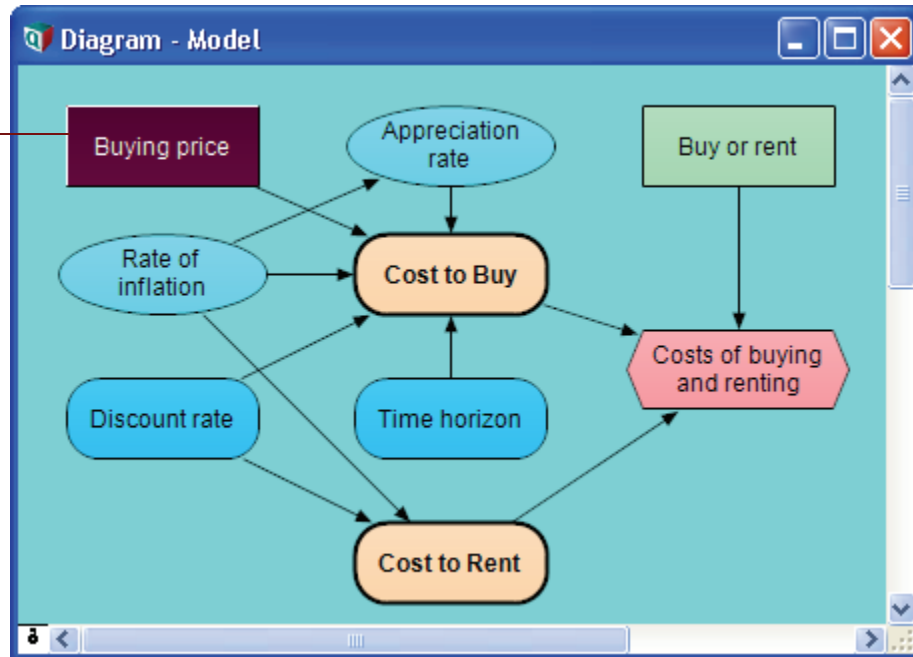 Diagram - Model
Buying price
Appreciation
rate
Buy or rent
Rate of
inflation
Cost to Buy
Costs of buying
and renting
Discount rate
Time horizon
Cost to Rent